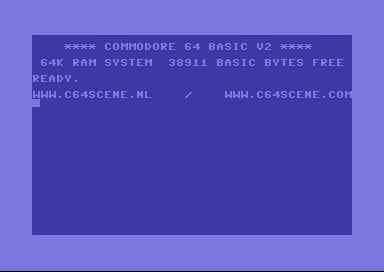 **** COMMODORE 64 BASIC V2 ****
64K RAM SYSTEM 38911 BASIC BYTES FREE
READY.
WWW.C64SCENE.NL / WWW.C64SCENE.COM